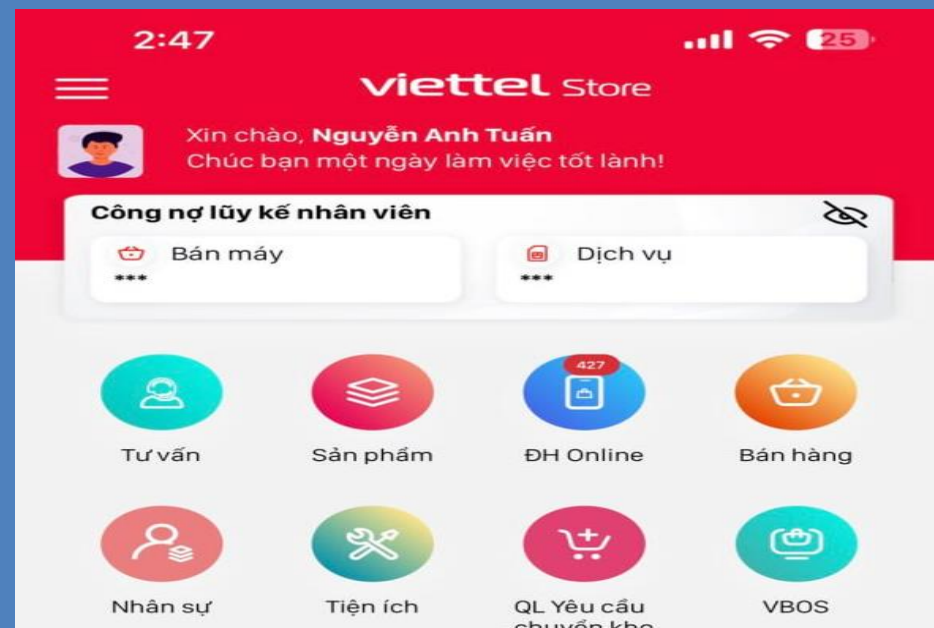 2:47
25
viettel Store
Xin chào, Nguyễn Anh Tuấn
Chúc bạn một ngày làm việc tốt lành!
Công nợ lũy kế nhân viên
Bán máy
Dịch vụ
***
***
427
Tư vấn
Sản phẩm
ĐH Online
Bán hàng
Nhân sự
Tiện ích
QL Yêu cầu
VBOS
chuyển kho